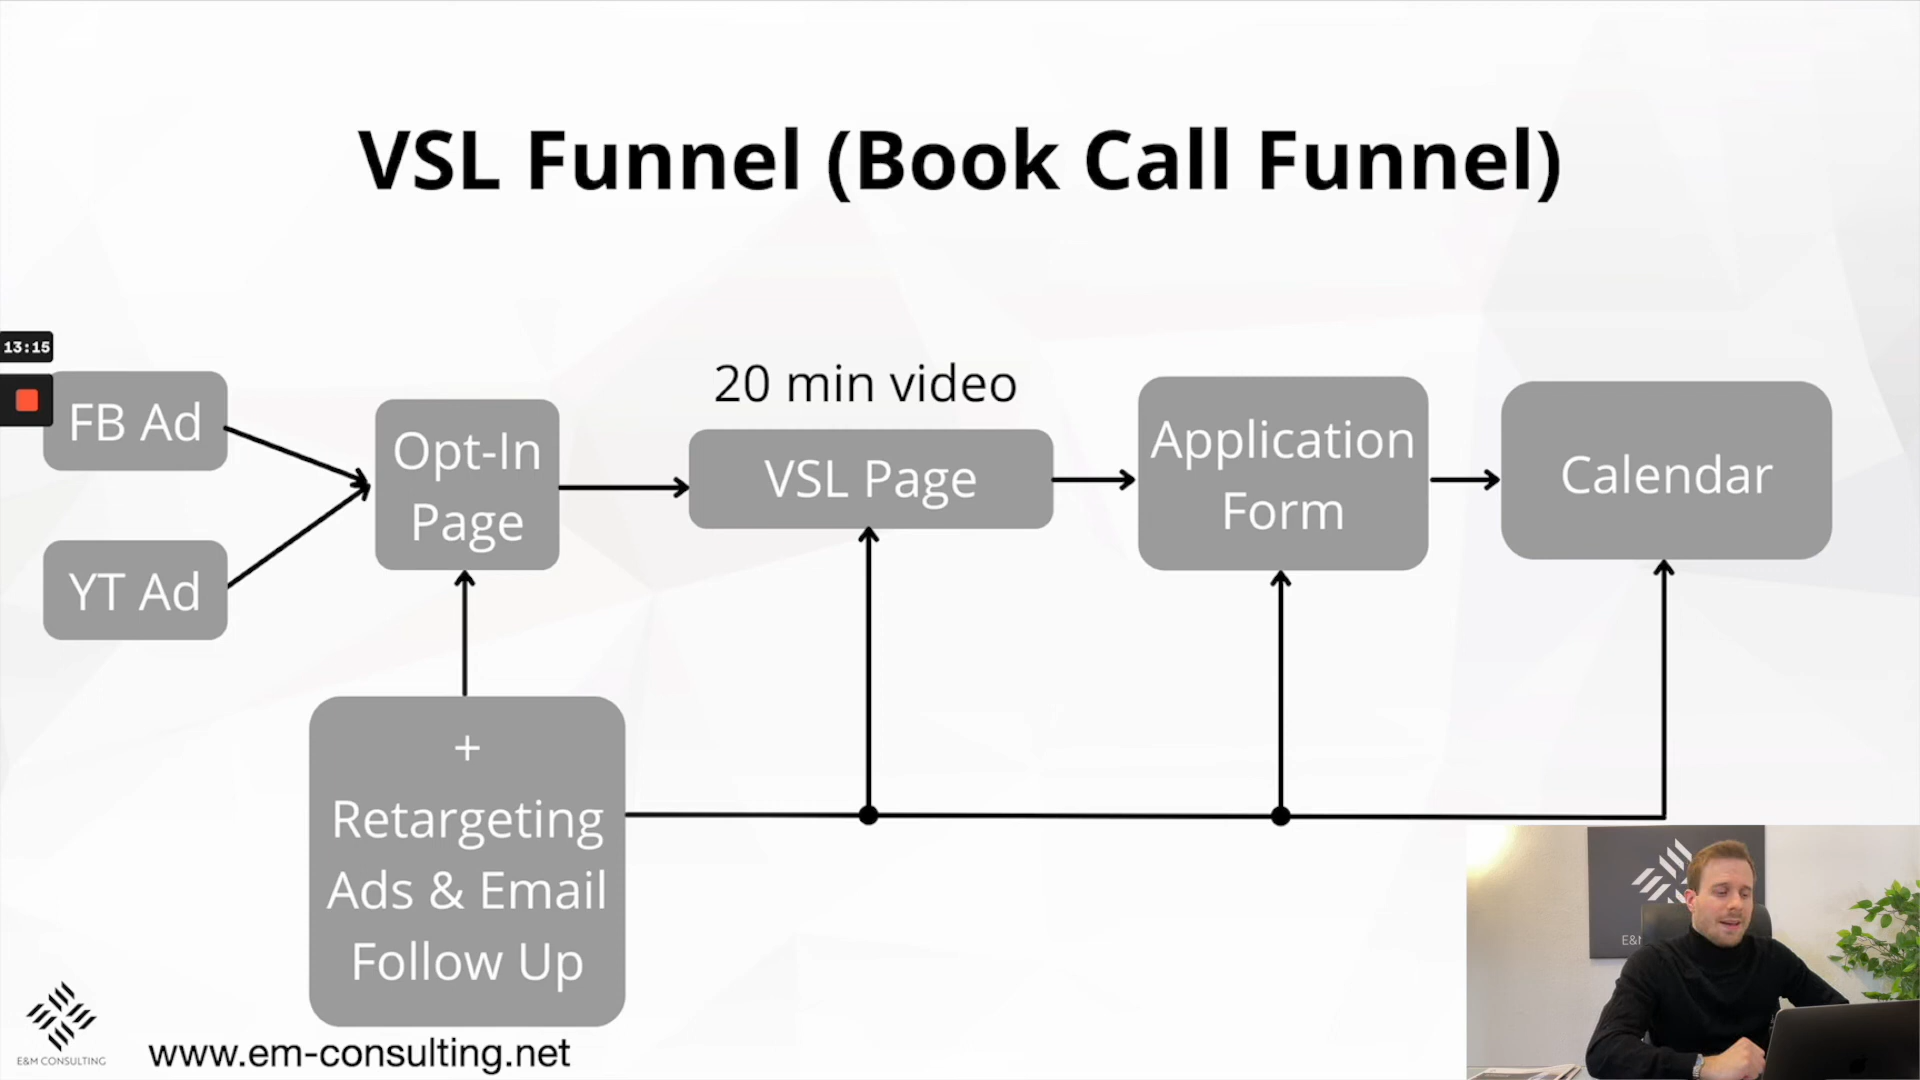 VSL Funnel (Book Call Funnel)
13:15
20 min video
FB Ad
Opt-In
Page
VSL Page
Application
Form
Calendar
YT Ad
+
Retargeting
Ads & Email
Follow Up
E&M CONSULTING
www.em-consulting.net